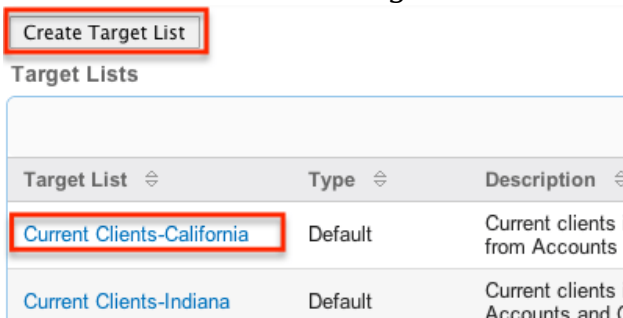 Create Target List
Target Lists
Target List Type Description
Current Clients-California Default Current clients
from Accounts
Current Clients-Indiana Default Current clients
Accounts and